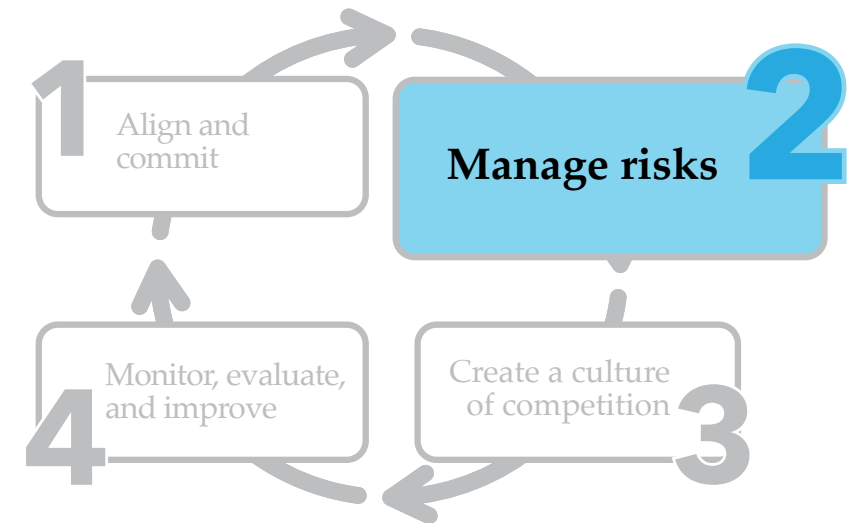 1
Align and
commit
2
Manage risks
3
Create a culture
of competition
4
Monitor, evaluate,
and improve